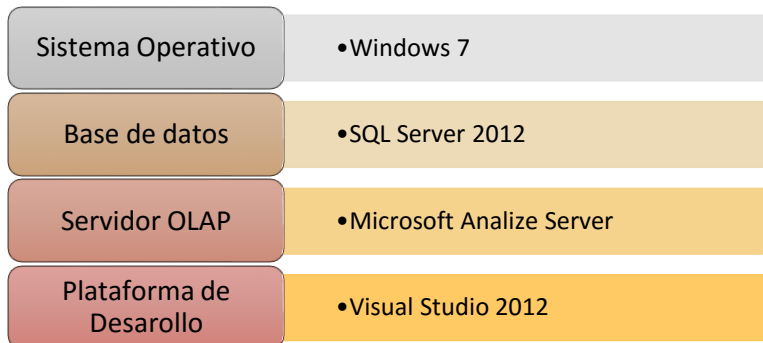 Sistema Operativo
•Windows 7
Base de datos
•SQL Server 2012
Servidor OLAP
•Microsoft Analize Server
Plataforma de
Desarollo
•Visual Studio 2012